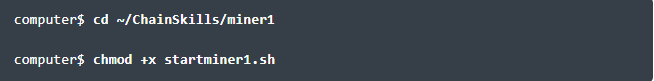 computer$ cd ~/ChainSkills/miner1
computer$ chmod +x startminer1.sh